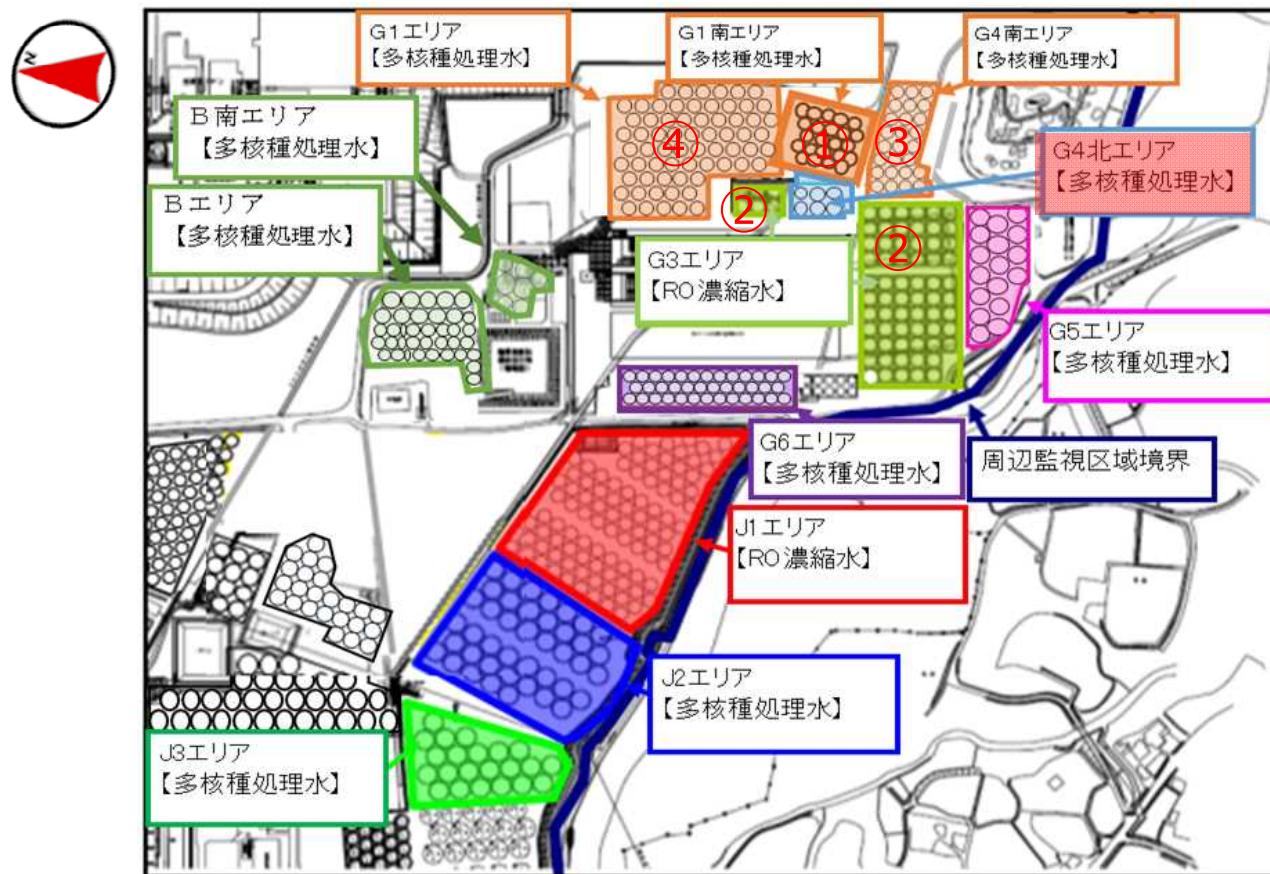 N
G1エリア
【多核種処理水】
G1南エリア
【多核種処理水】
G4南エリア
【多核種処理水】
B南エリア
【多核種処理水】
G4北エリア
【多核種処理水】
④
①
③
②
Bエリア
【多核種処理水】
G3エリア
【RO濃縮水】
②
G5エリア
【多核種処理水】
G6エリア
【多核種処理水】
周辺監視区域境界
J1エリア
【RO濃縮水】
J2エリア
【多核種処理水】
J3エリア
【多核種処理水】